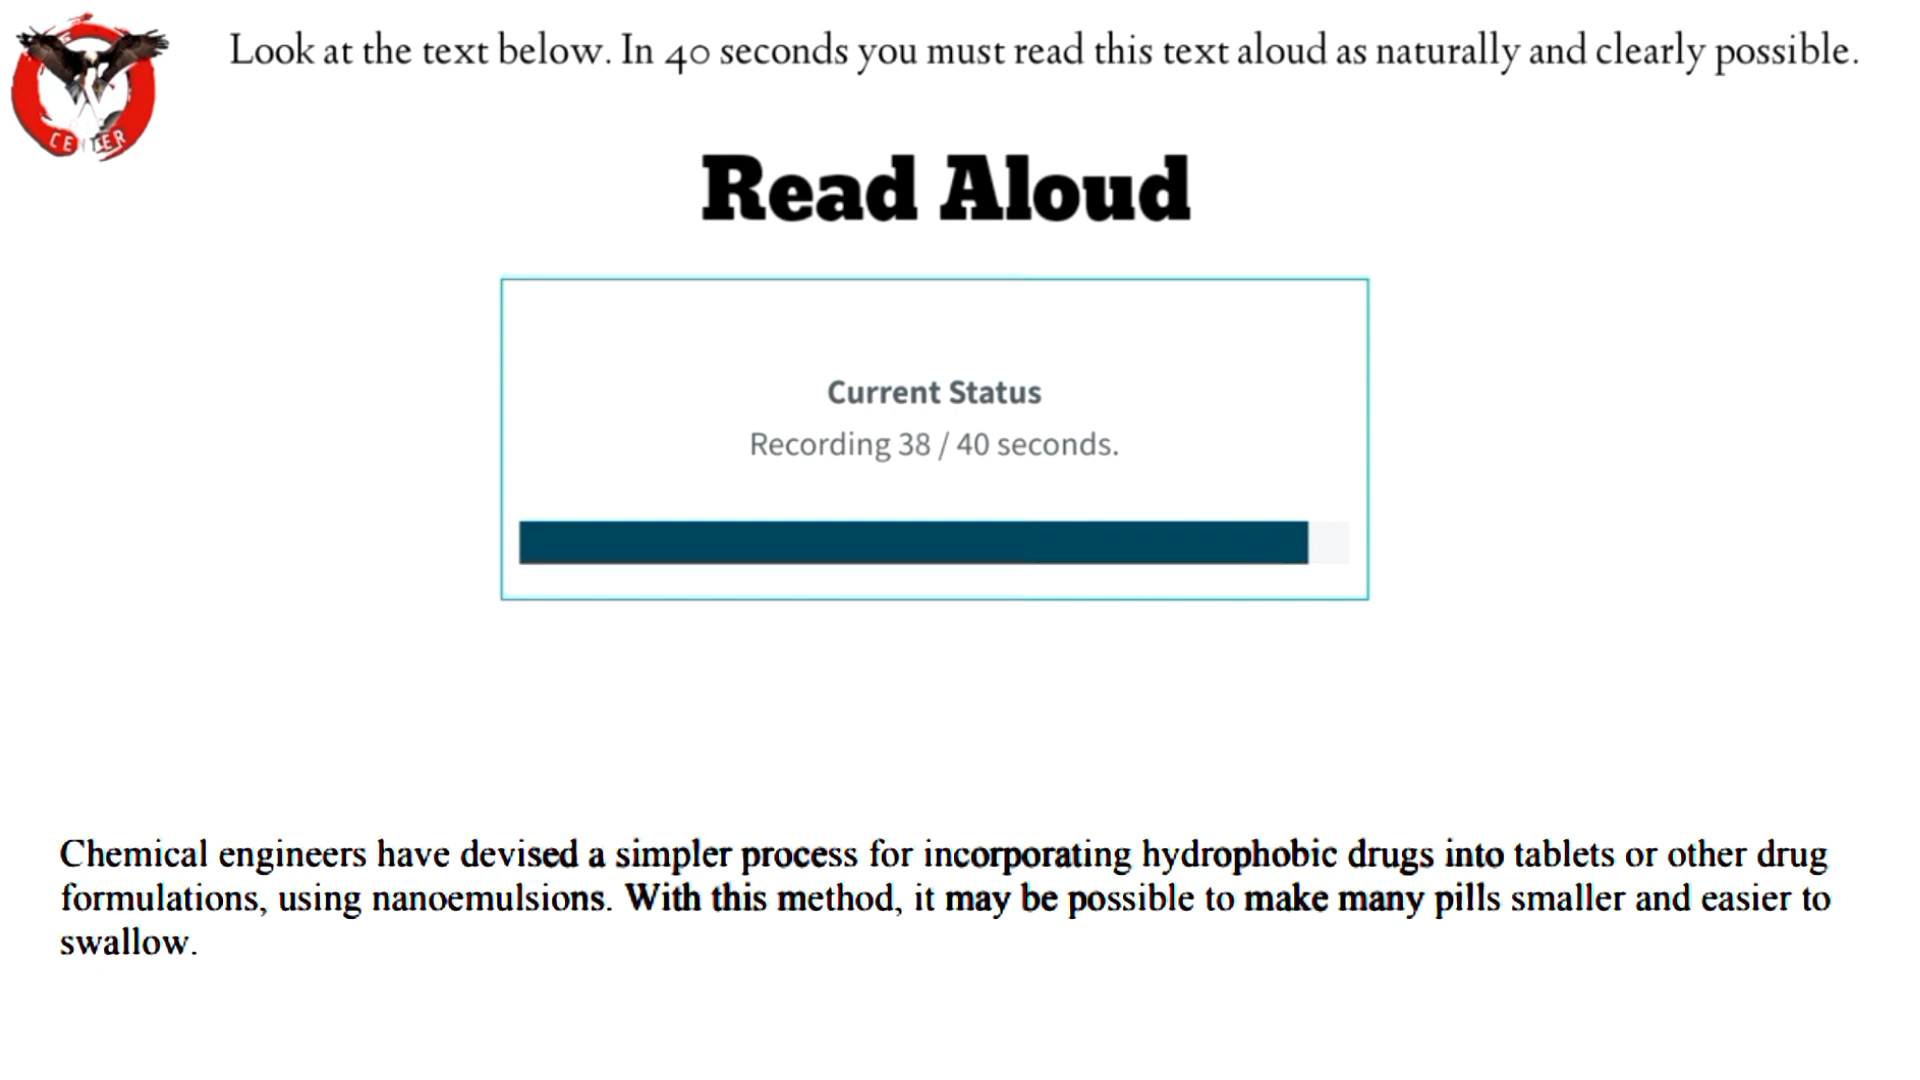 Look at the text below. In 40 seconds you must read this text aloud as naturally and clearly possible.
CENTER
Read Aloud
Current Status
Recording 38 / 40 seconds.
Chemical engineers have devised a simpler process for incorporating hydrophobic drugs into tablets or other drug
formulations, using nanoemulsions. With this method, it may be possible to make many pills smaller and easier to
swallow.